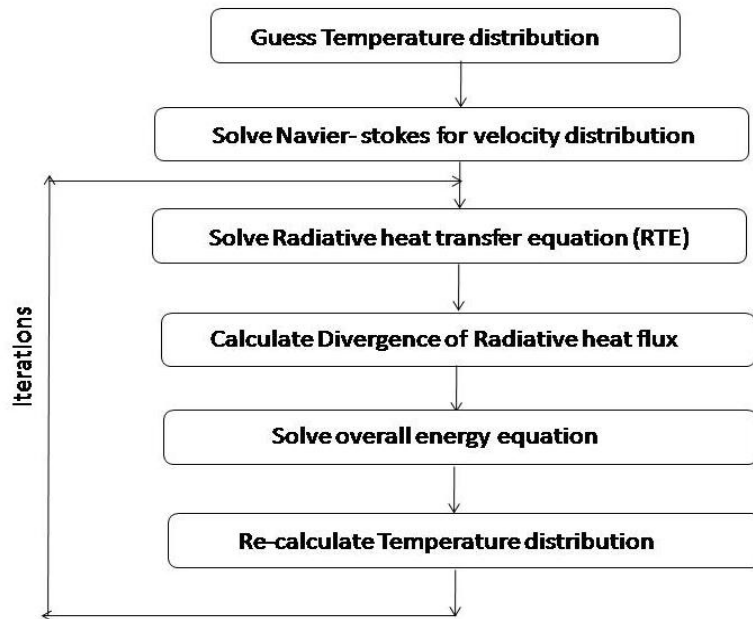 Guess Temperature distribution
Solve Navier- stokes for velocity distribution
Solve Radiative heat transfer equation (RTE)
Calculate Divergence of Radiative heat flux
Solve overall energy equation
Re-calculate Temperature distribution
Iterations